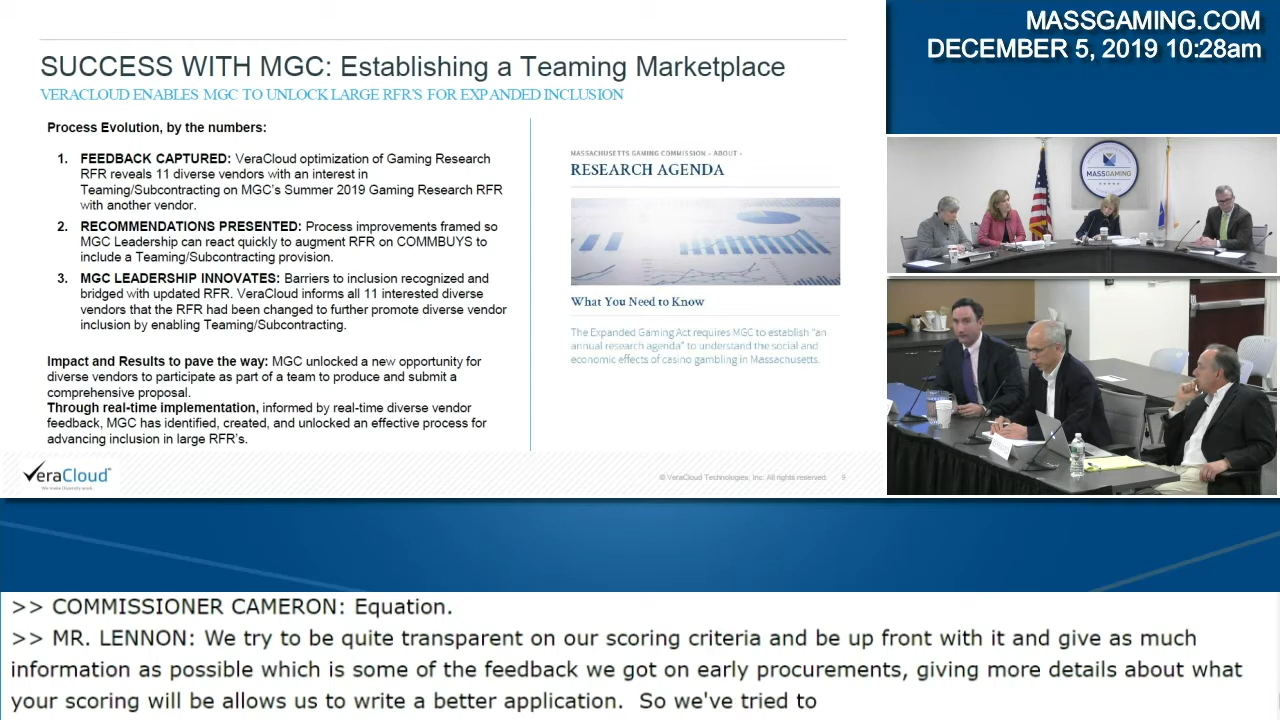 MASSGAMING.COM
DECEMBER 5, 2019 10:28am
SUCCESS WITH MGC: Establishing a Teaming Marketplace
VERACLOUD ENABLES MGC TO UNLOCK LARGE RFR'S FOR EXPANDED INCLUSION
Process Evolution, by the numbers:
1. FEEDBACK CAPTURED: VeraCloud optimization of Gaming Research
RFR reveals 11 diverse vendors with an interest in
Teaming/Subcontracting on MGC's Summer 2019 Gaming Research RFR
with another vendor.
2. RECOMMENDATIONS PRESENTED: Process improvements framed so
MGC Leadership can react quickly to augment RFR on COMMBUYS to
include a Teaming/Subcontracting provision.
3. MGC LEADERSHIP INNOVATES: Barriers to inclusion recognized and
bridged with updated RFR. VeraCloud informs all 11 interested diverse
vendors that the RFR had been changed to further promote diverse vendor
inclusion by enabling Teaming/Subcontracting.
Impact and Results to pave the way: MGC unlocked a new opportunity for
diverse vendors to participate as part of a team to produce and submit a
comprehensive proposal.
Through real-time implementation, informed by real-time diverse vendor
feedback, MGC has identified, created, and unlocked an effective process for
advancing inclusion in large RFR's.
MASSACHUSETTS GAMING COMMISSION - ABOUT -
RESEARCH AGENDA
What You Need to Know
The Expanded Gaming Act requires MGC to establish "an
annual research agenda" to understand the social and
economic effects of casino gambling in Massachusetts.
VeraCloud
We make diversity work.
© VeraCloud Technologies, Inc. All rights reserved. 9
MASSGAMING
>> COMMISSIONER CAMERON: Equation.
>> MR. LENNON: We try to be quite transparent on our scoring criteria and be up front with it and give as much
information as possible which is some of the feedback we got on early procurements, giving more details about what
your scoring will be allows us to write a better application.  So we've tried to